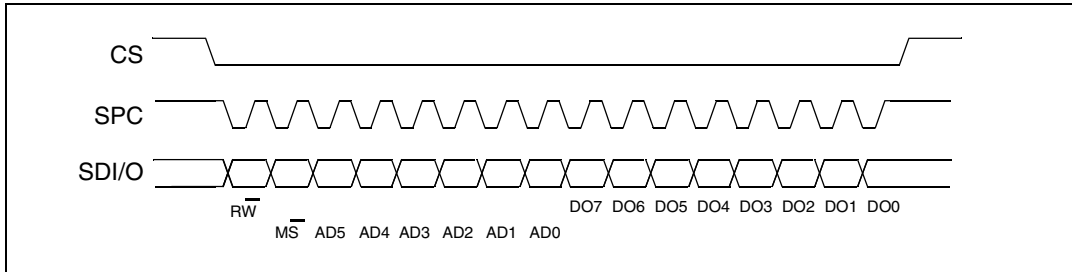 CS
SPC
SDI/O
RW
DO7 DO6 DO5 DO4 DO3 DO2 DO1 DO0
MS AD5 AD4 AD3 AD2 AD1 AD0